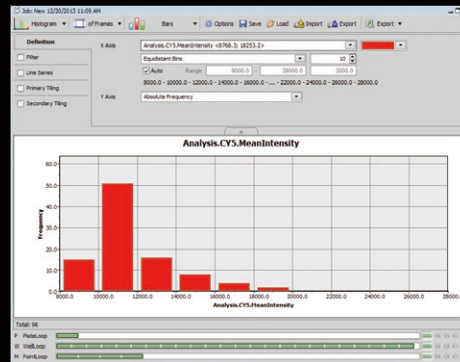 Job: New 12/20/2013 11:09 AM
Histogram of Frames Bars Options Save Load Import Export Export
Definition
Filter
Line Series
Primary Tiling
Secondary Tiling
X Axis Analysis.CY5.MeanIntensity <8768.3; 18253.2>
Equidistant Bins 10
Auto Range: 8000.0 - 28000.0 2000.0
8000.0 - 10000.0 - 12000.0 - 14000.0 - 16000.0 - ... - 22000.0 - 24000.0 - 26000.0 - 28000.0
Y Axis Absolute Frequency
Analysis.CY5.MeanIntensity
Frequency
60.0
50.0
40.0
30.0
20.0
10.0
0.0
8000.0 10000.0 12000.0 14000.0 16000.0 18000.0 20000.0 22000.0 24000.0 26000.0 28000.0
Analysis.CY5.MeanIntensity
Total: 96
P PlateLoop
W WellLoop
M PointLoop